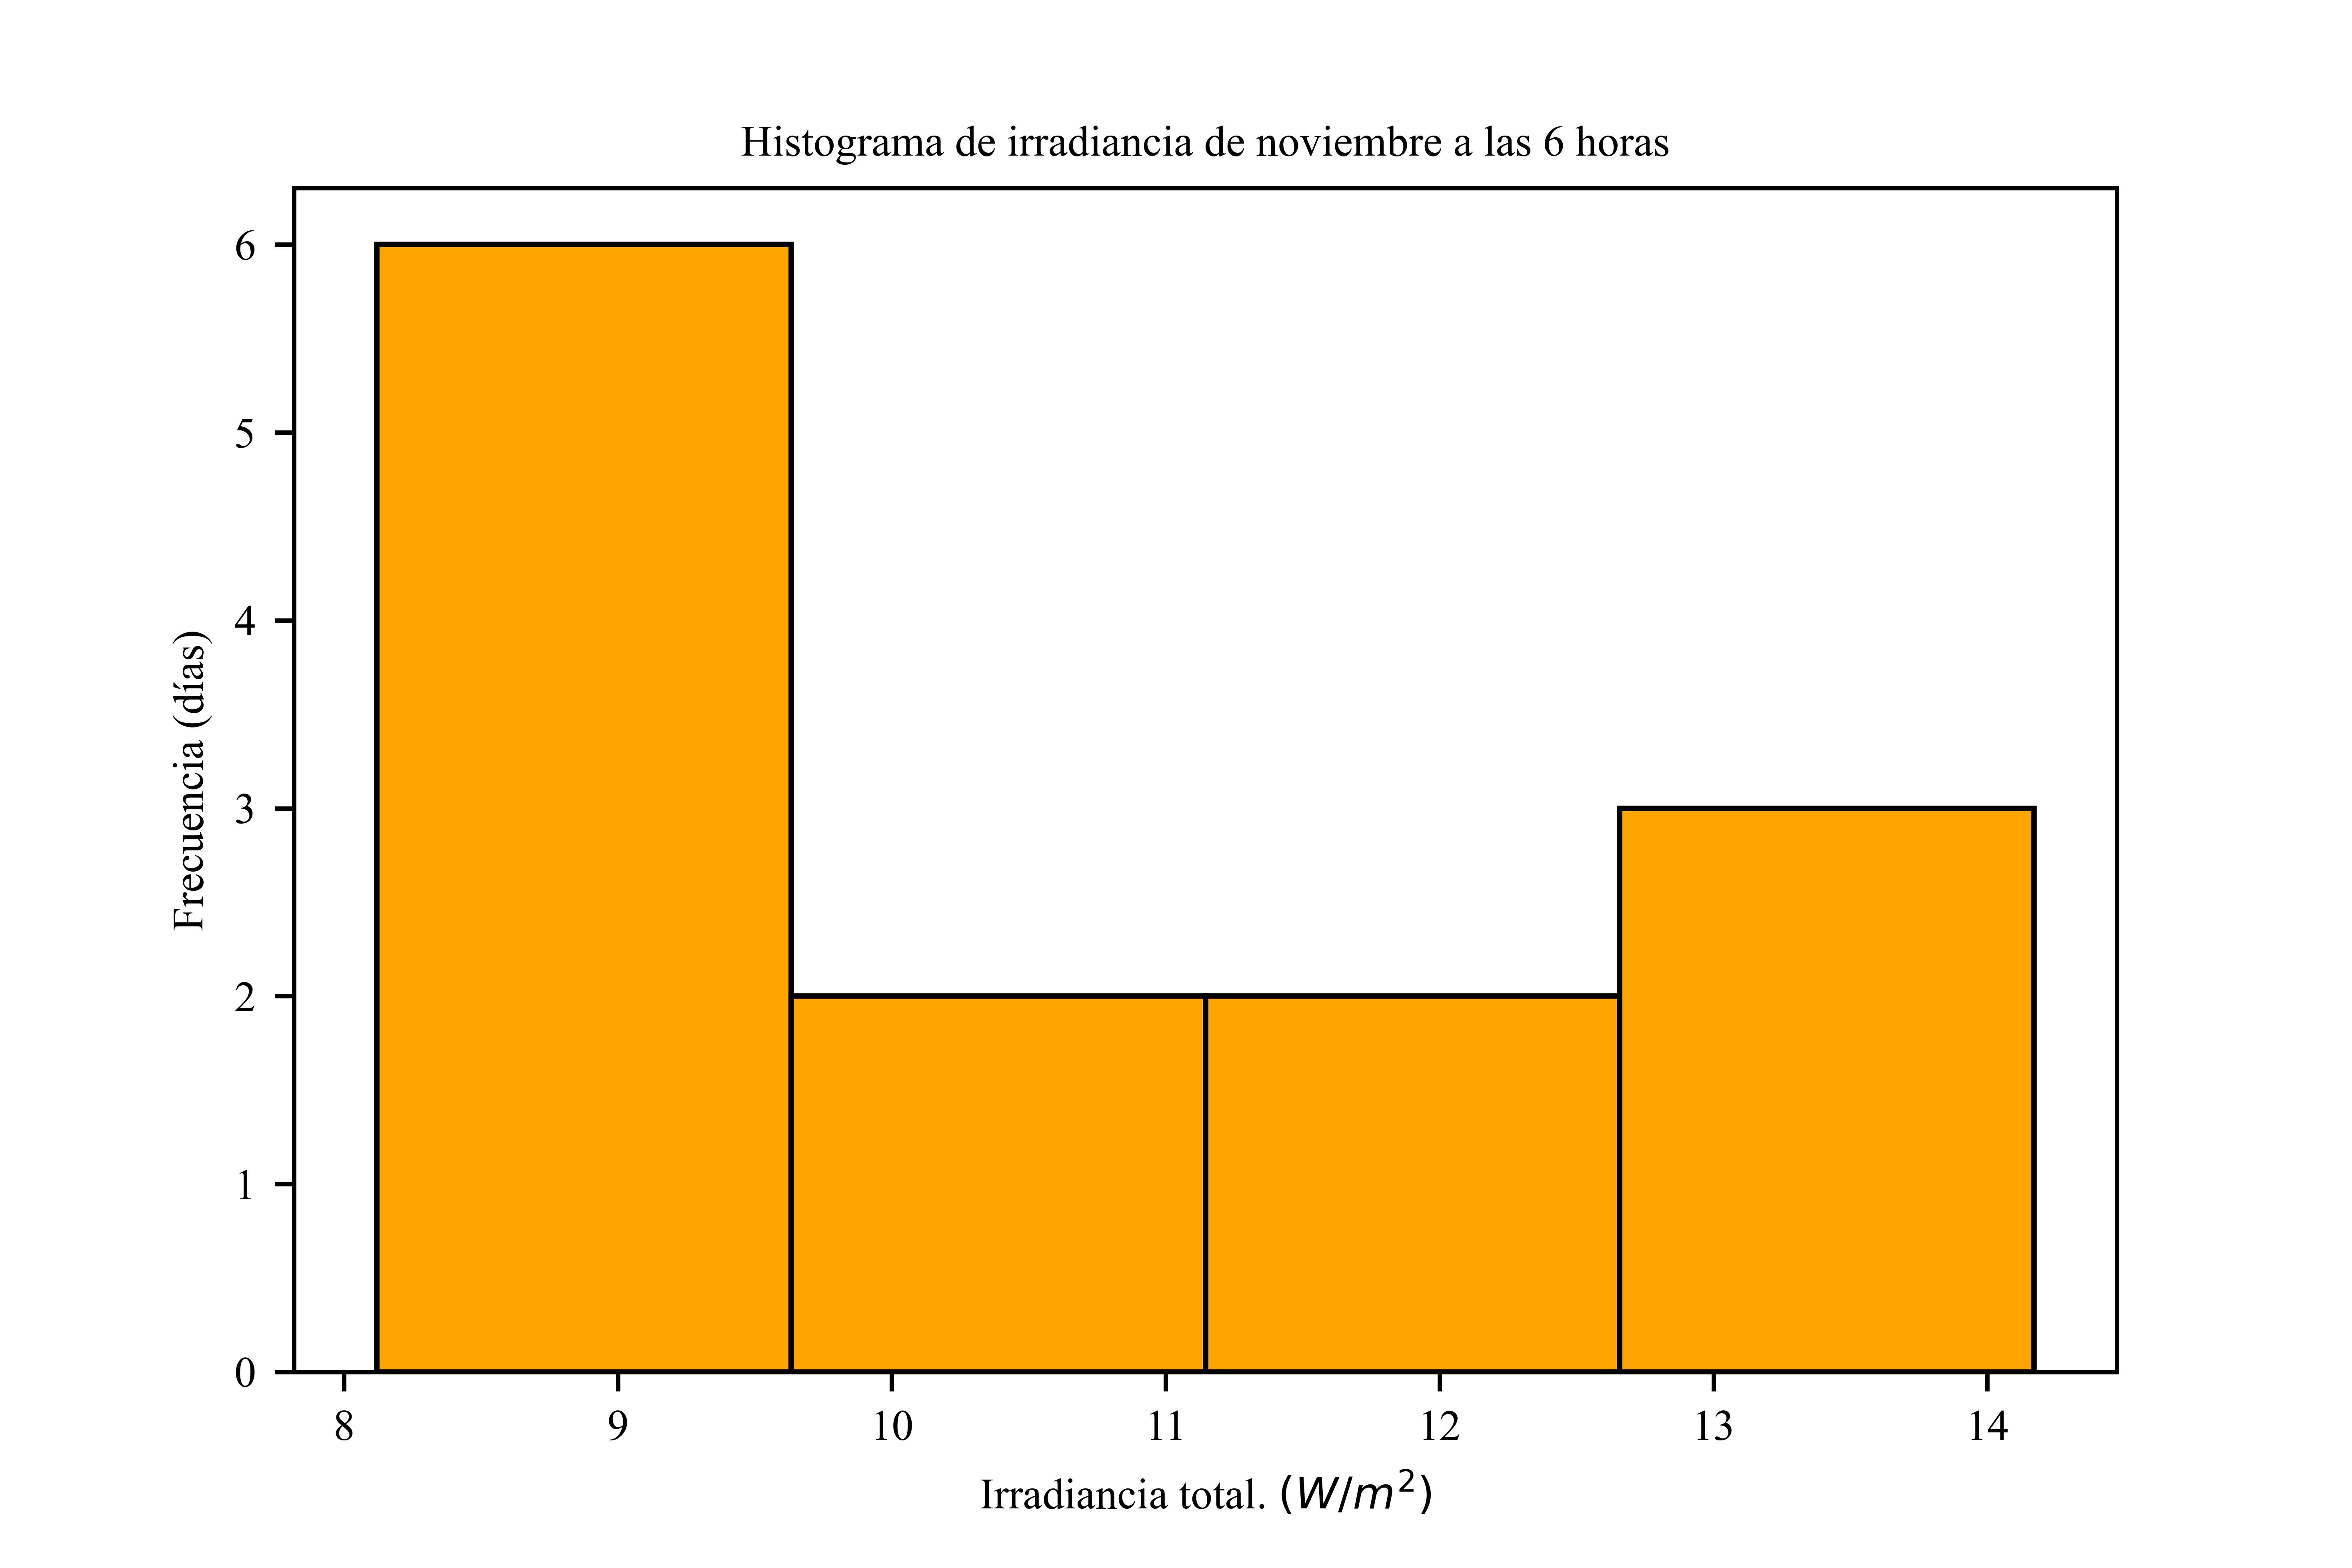 Histograma de irradiancia de noviembre a las 6 horas
Frecuencia (días)
6
5
4
3
2
1
0
8 9 10 11 12 13 14
Irradiancia total. (W/m²)